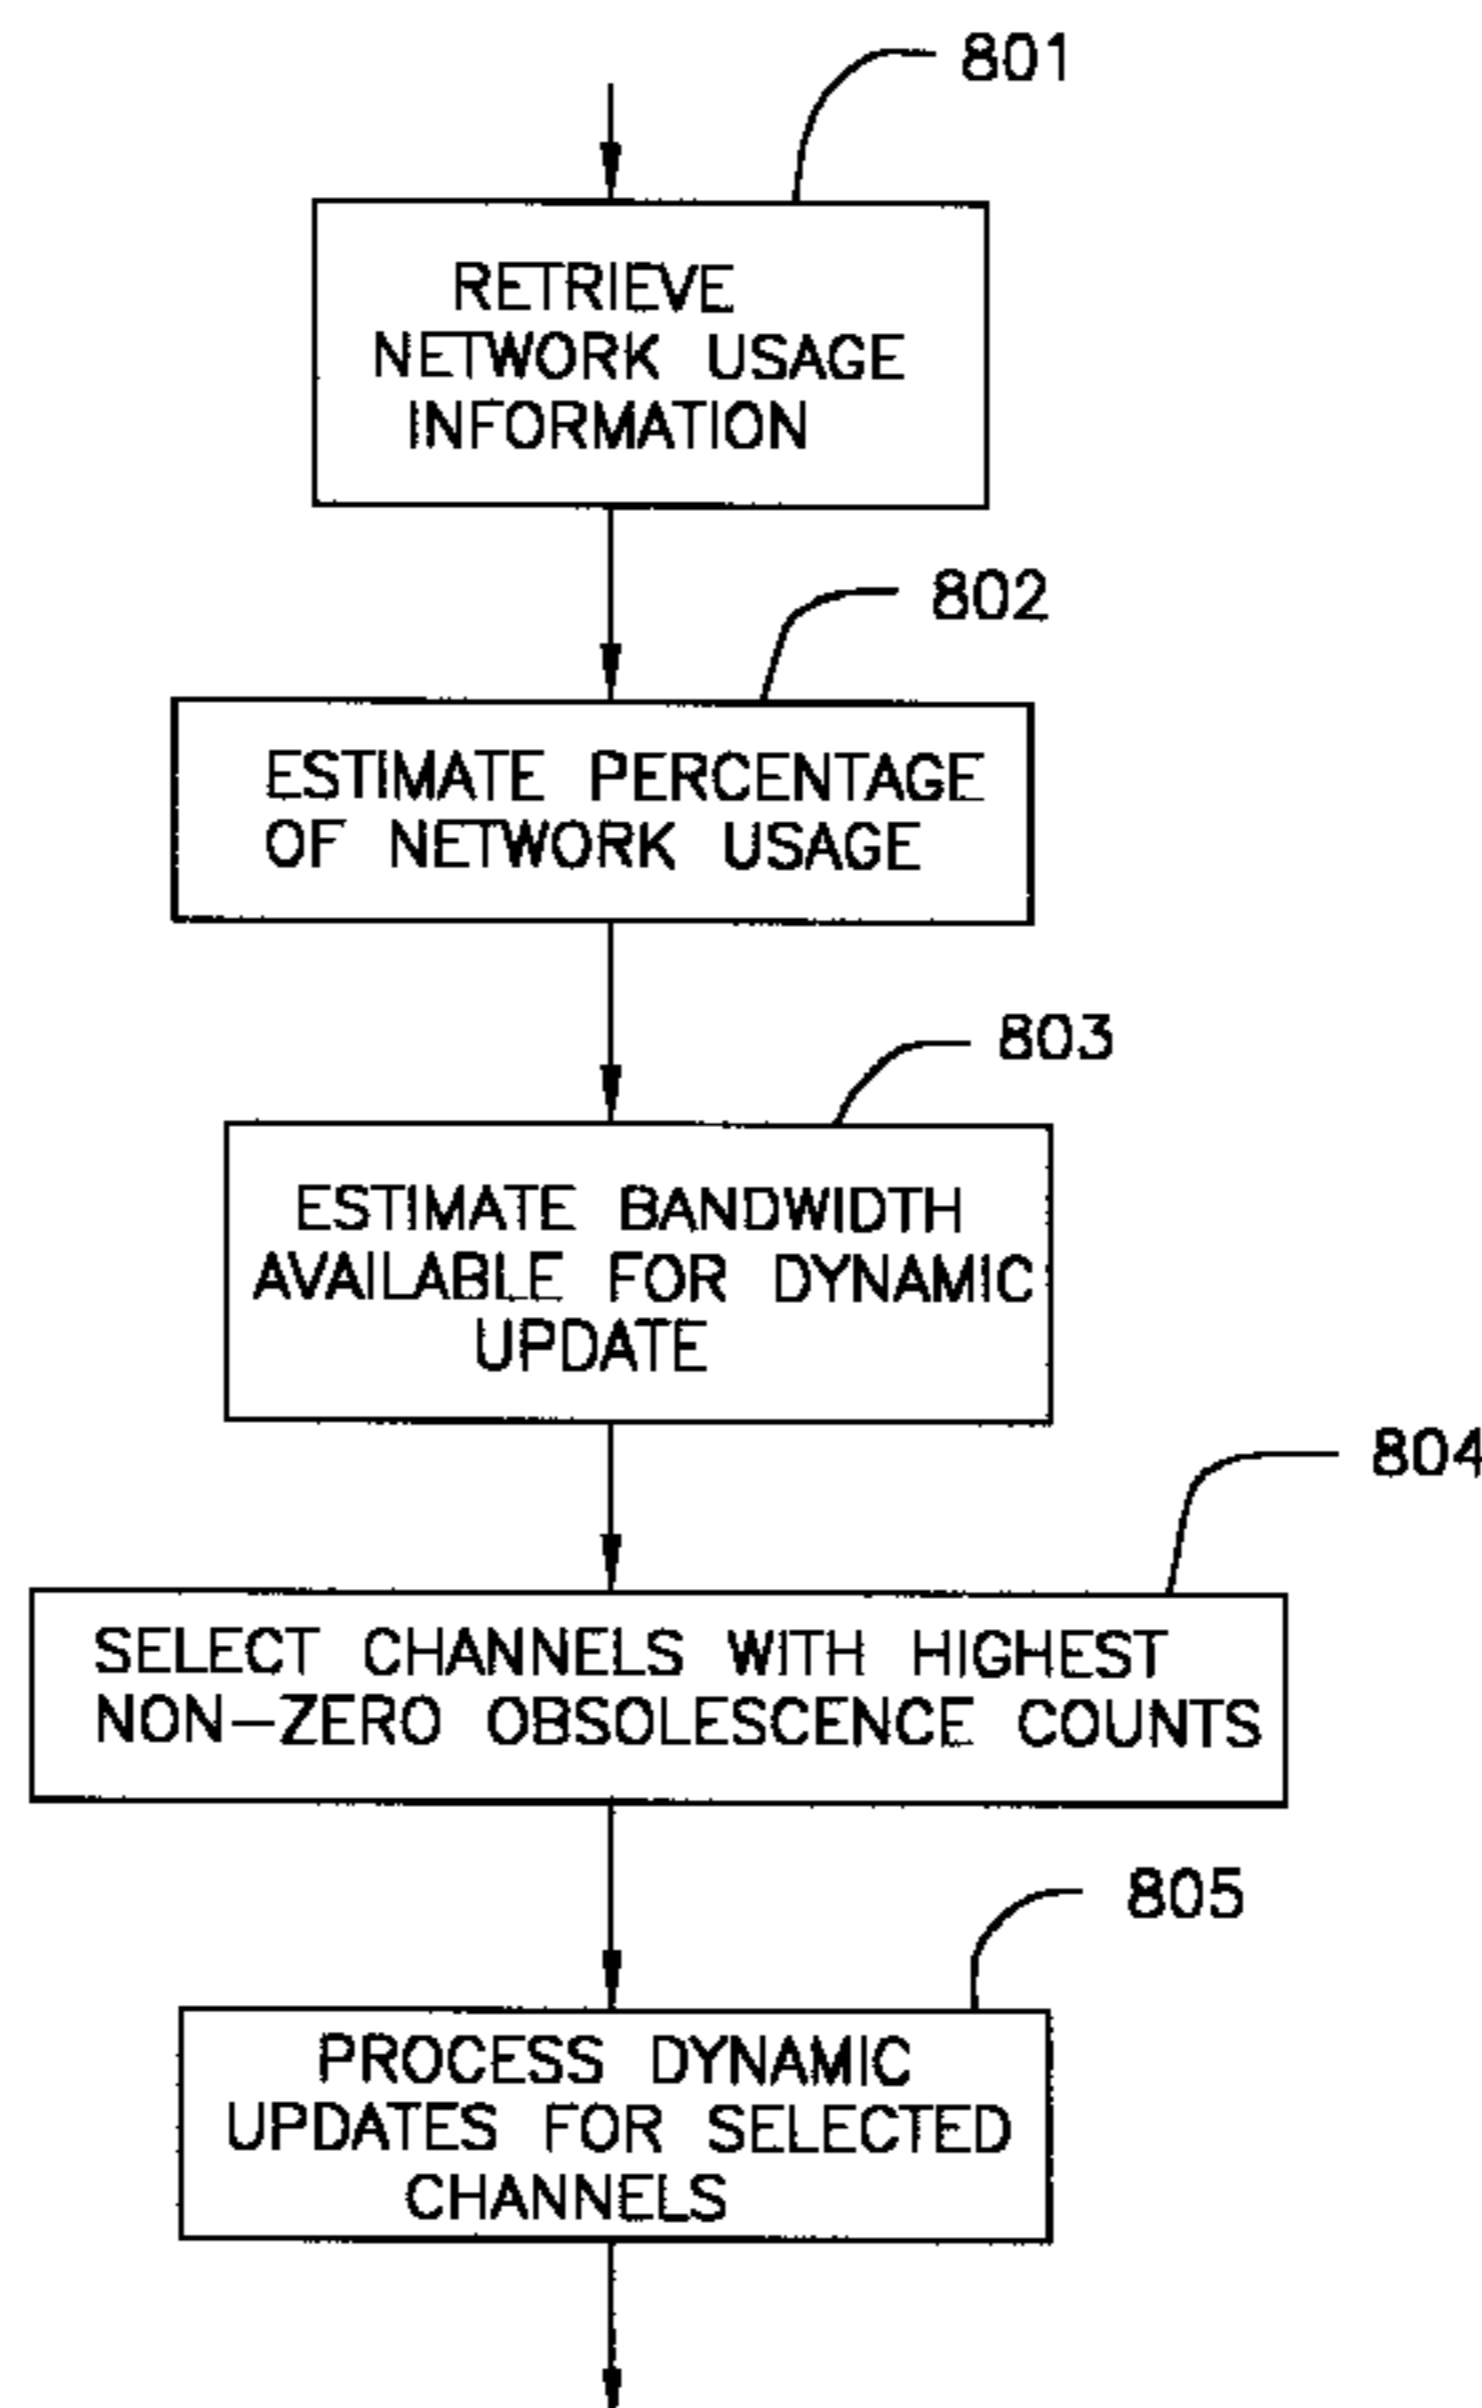 801
RETRIEVE
NETWORK USAGE
INFORMATION
802
ESTIMATE PERCENTAGE
OF NETWORK USAGE
803
ESTIMATE BANDWIDTH
AVAILABLE FOR DYNAMIC
UPDATE
804
SELECT CHANNELS WITH HIGHEST
NON-ZERO OBSOLESCENCE COUNTS
805
PROCESS DYNAMIC
UPDATES FOR SELECTED
CHANNELS